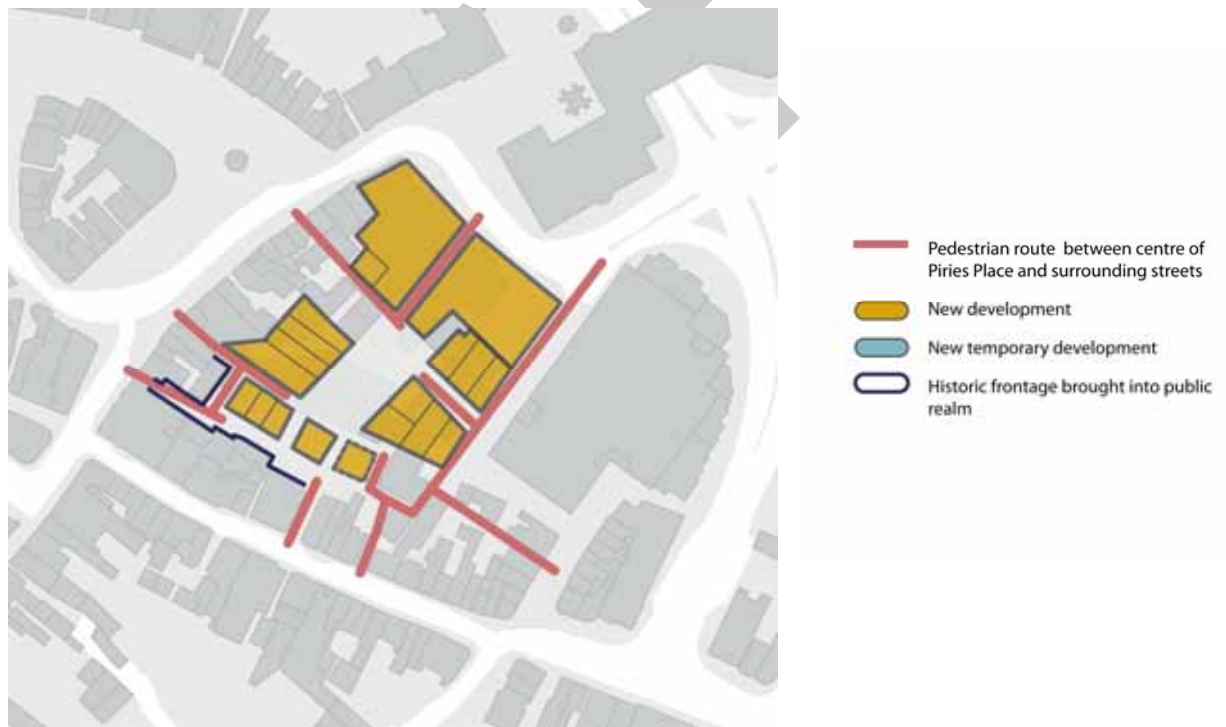 Pedestrian route between centre of
Piries Place and surrounding streets
New development
New temporary development
Historic frontage brought into public
realm